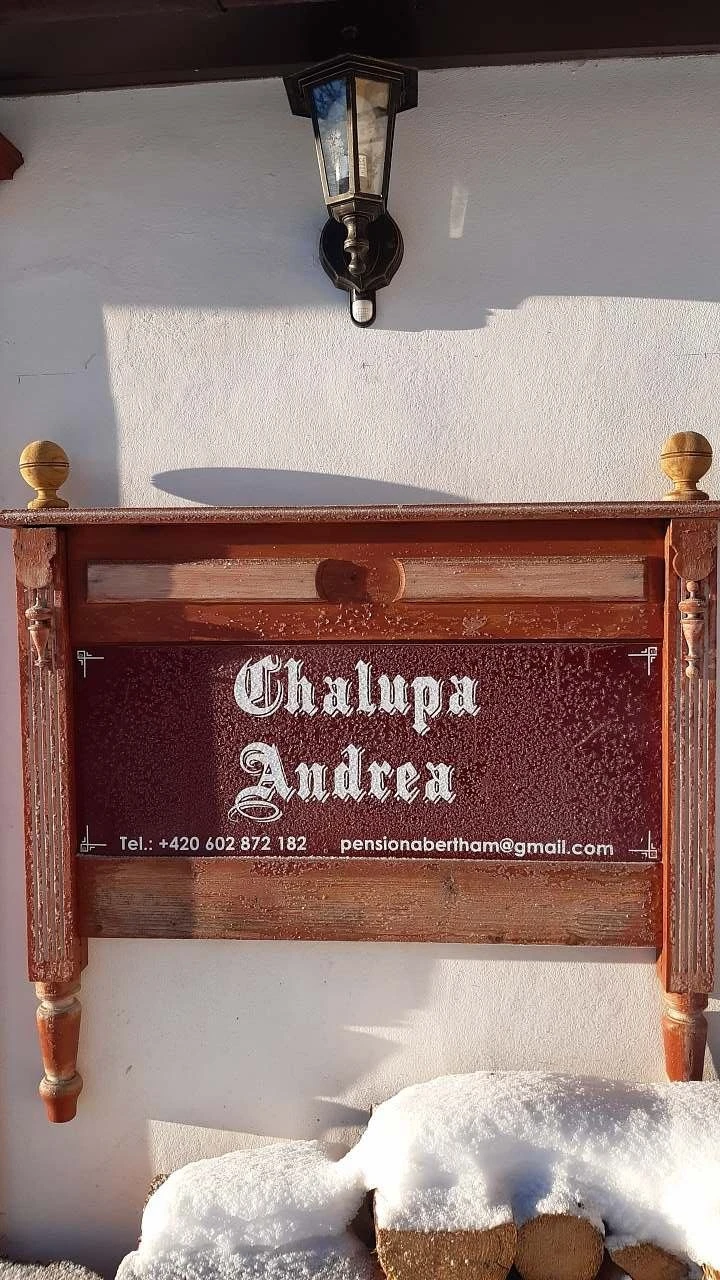 Chalupa
Andrea
Tel.: +420 602 872 182 pensionabertham@gmail.com